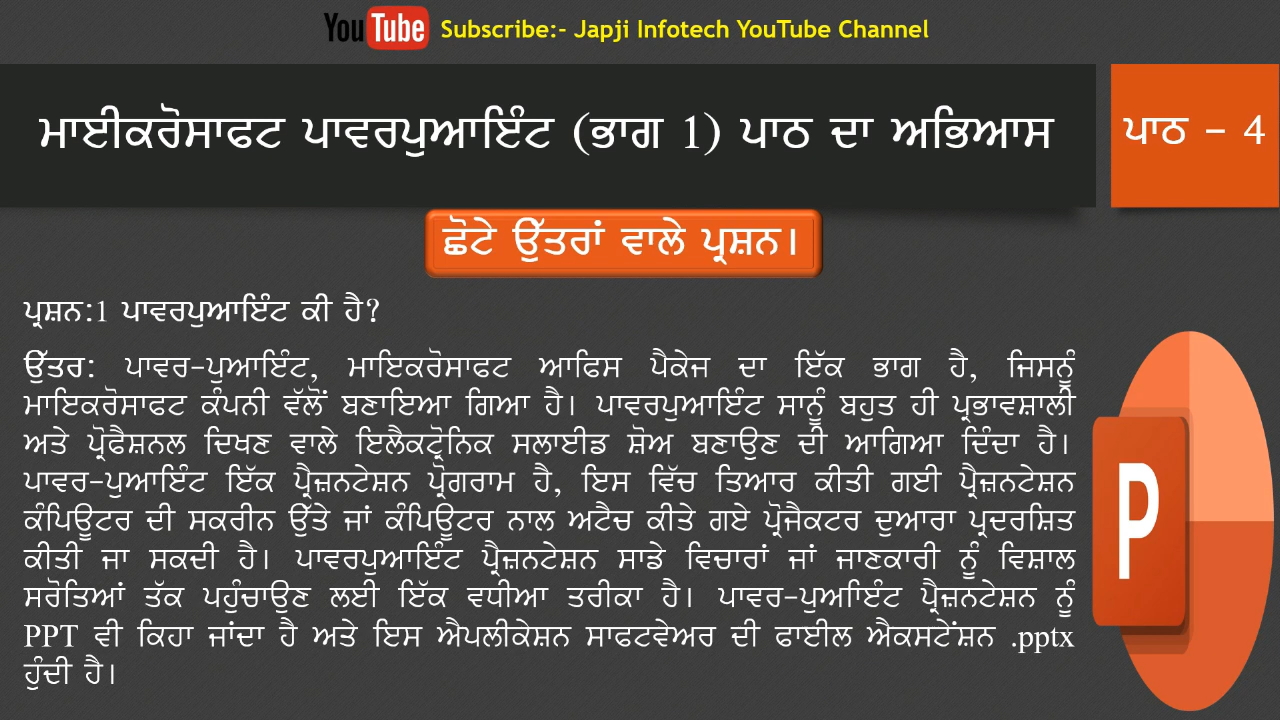 YouTube Subscribe:- Japji Infotech YouTube Channel
ਮਾਈਕਰੋਸਾਫਟ ਪਾਵਰਪੁਆਇੰਟ (ਭਾਗ 1) ਪਾਠ ਦਾ ਅਭਿਆਸ
ਪਾਠ - 4
ਛੋਟੇ ਉੱਤਰਾਂ ਵਾਲੇ ਪ੍ਰਸ਼ਨ।
ਪ੍ਰਸ਼ਨ:1 ਪਾਵਰਪੁਆਇੰਟ ਕੀ ਹੈ?
ਉੱਤਰ: ਪਾਵਰ-ਪੁਆਇੰਟ, ਮਾਇਕਰੋਸਾਫਟ ਆਫਿਸ ਪੈਕੇਜ ਦਾ ਇੱਕ ਭਾਗ ਹੈ, ਜਿਸਨੂੰ
ਮਾਇਕਰੋਸਾਫਟ ਕੰਪਨੀ ਵੱਲੋਂ ਬਣਾਇਆ ਗਿਆ ਹੈ। ਪਾਵਰਪੁਆਇੰਟ ਸਾਨੂੰ ਬਹੁਤ ਹੀ ਪ੍ਰਭਾਵਸ਼ਾਲੀ
ਅਤੇ ਪ੍ਰੋਫੈਸ਼ਨਲ ਦਿਖਣ ਵਾਲੇ ਇਲੈਕਟ੍ਰੋਨਿਕ ਸਲਾਈਡ ਸ਼ੋਅ ਬਣਾਉਣ ਦੀ ਆਗਿਆ ਦਿੰਦਾ ਹੈ।
ਪਾਵਰ-ਪੁਆਇੰਟ ਇੱਕ ਪ੍ਰੈਜ਼ਨਟੇਸ਼ਨ ਪ੍ਰੋਗਰਾਮ ਹੈ, ਇਸ ਵਿੱਚ ਤਿਆਰ ਕੀਤੀ ਗਈ ਪ੍ਰੈਜ਼ਨਟੇਸ਼ਨ
ਕੰਪਿਊਟਰ ਦੀ ਸਕਰੀਨ ਉੱਤੇ ਜਾਂ ਕੰਪਿਊਟਰ ਨਾਲ ਅਟੈਚ ਕੀਤੇ ਗਏ ਪ੍ਰੋਜੈਕਟਰ ਦੁਆਰਾ ਪ੍ਰਦਰਸ਼ਿਤ
ਕੀਤੀ ਜਾ ਸਕਦੀ ਹੈ। ਪਾਵਰਪੁਆਇੰਟ ਪ੍ਰੈਜ਼ਨਟੇਸ਼ਨ ਸਾਡੇ ਵਿਚਾਰਾਂ ਜਾਂ ਜਾਣਕਾਰੀ ਨੂੰ ਵਿਸ਼ਾਲ
ਸਰੋਤਿਆਂ ਤੱਕ ਪਹੁੰਚਾਉਣ ਲਈ ਇੱਕ ਵਧੀਆ ਤਰੀਕਾ ਹੈ। ਪਾਵਰ-ਪੁਆਇੰਟ ਪ੍ਰੈਜ਼ਨਟੇਸ਼ਨ ਨੂੰ
PPT ਵੀ ਕਿਹਾ ਜਾਂਦਾ ਹੈ ਅਤੇ ਇਸ ਐਪਲੀਕੇਸ਼ਨ ਸਾਫਟਵੇਅਰ ਦੀ ਫਾਈਲ ਐਕਸਟੇਂਸ਼ਨ .pptx
ਹੁੰਦੀ ਹੈ।
P